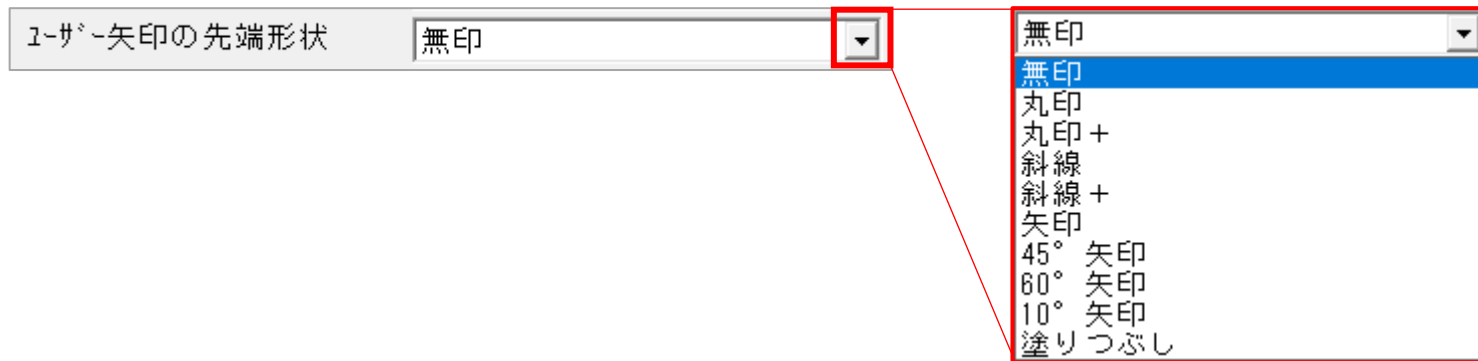 ﾕｰｻﾞｰ矢印の先端形状
無印
無印
無印
丸印
丸印＋
斜線
斜線＋
矢印
45° 矢印
60° 矢印
10° 矢印
塗りつぶし